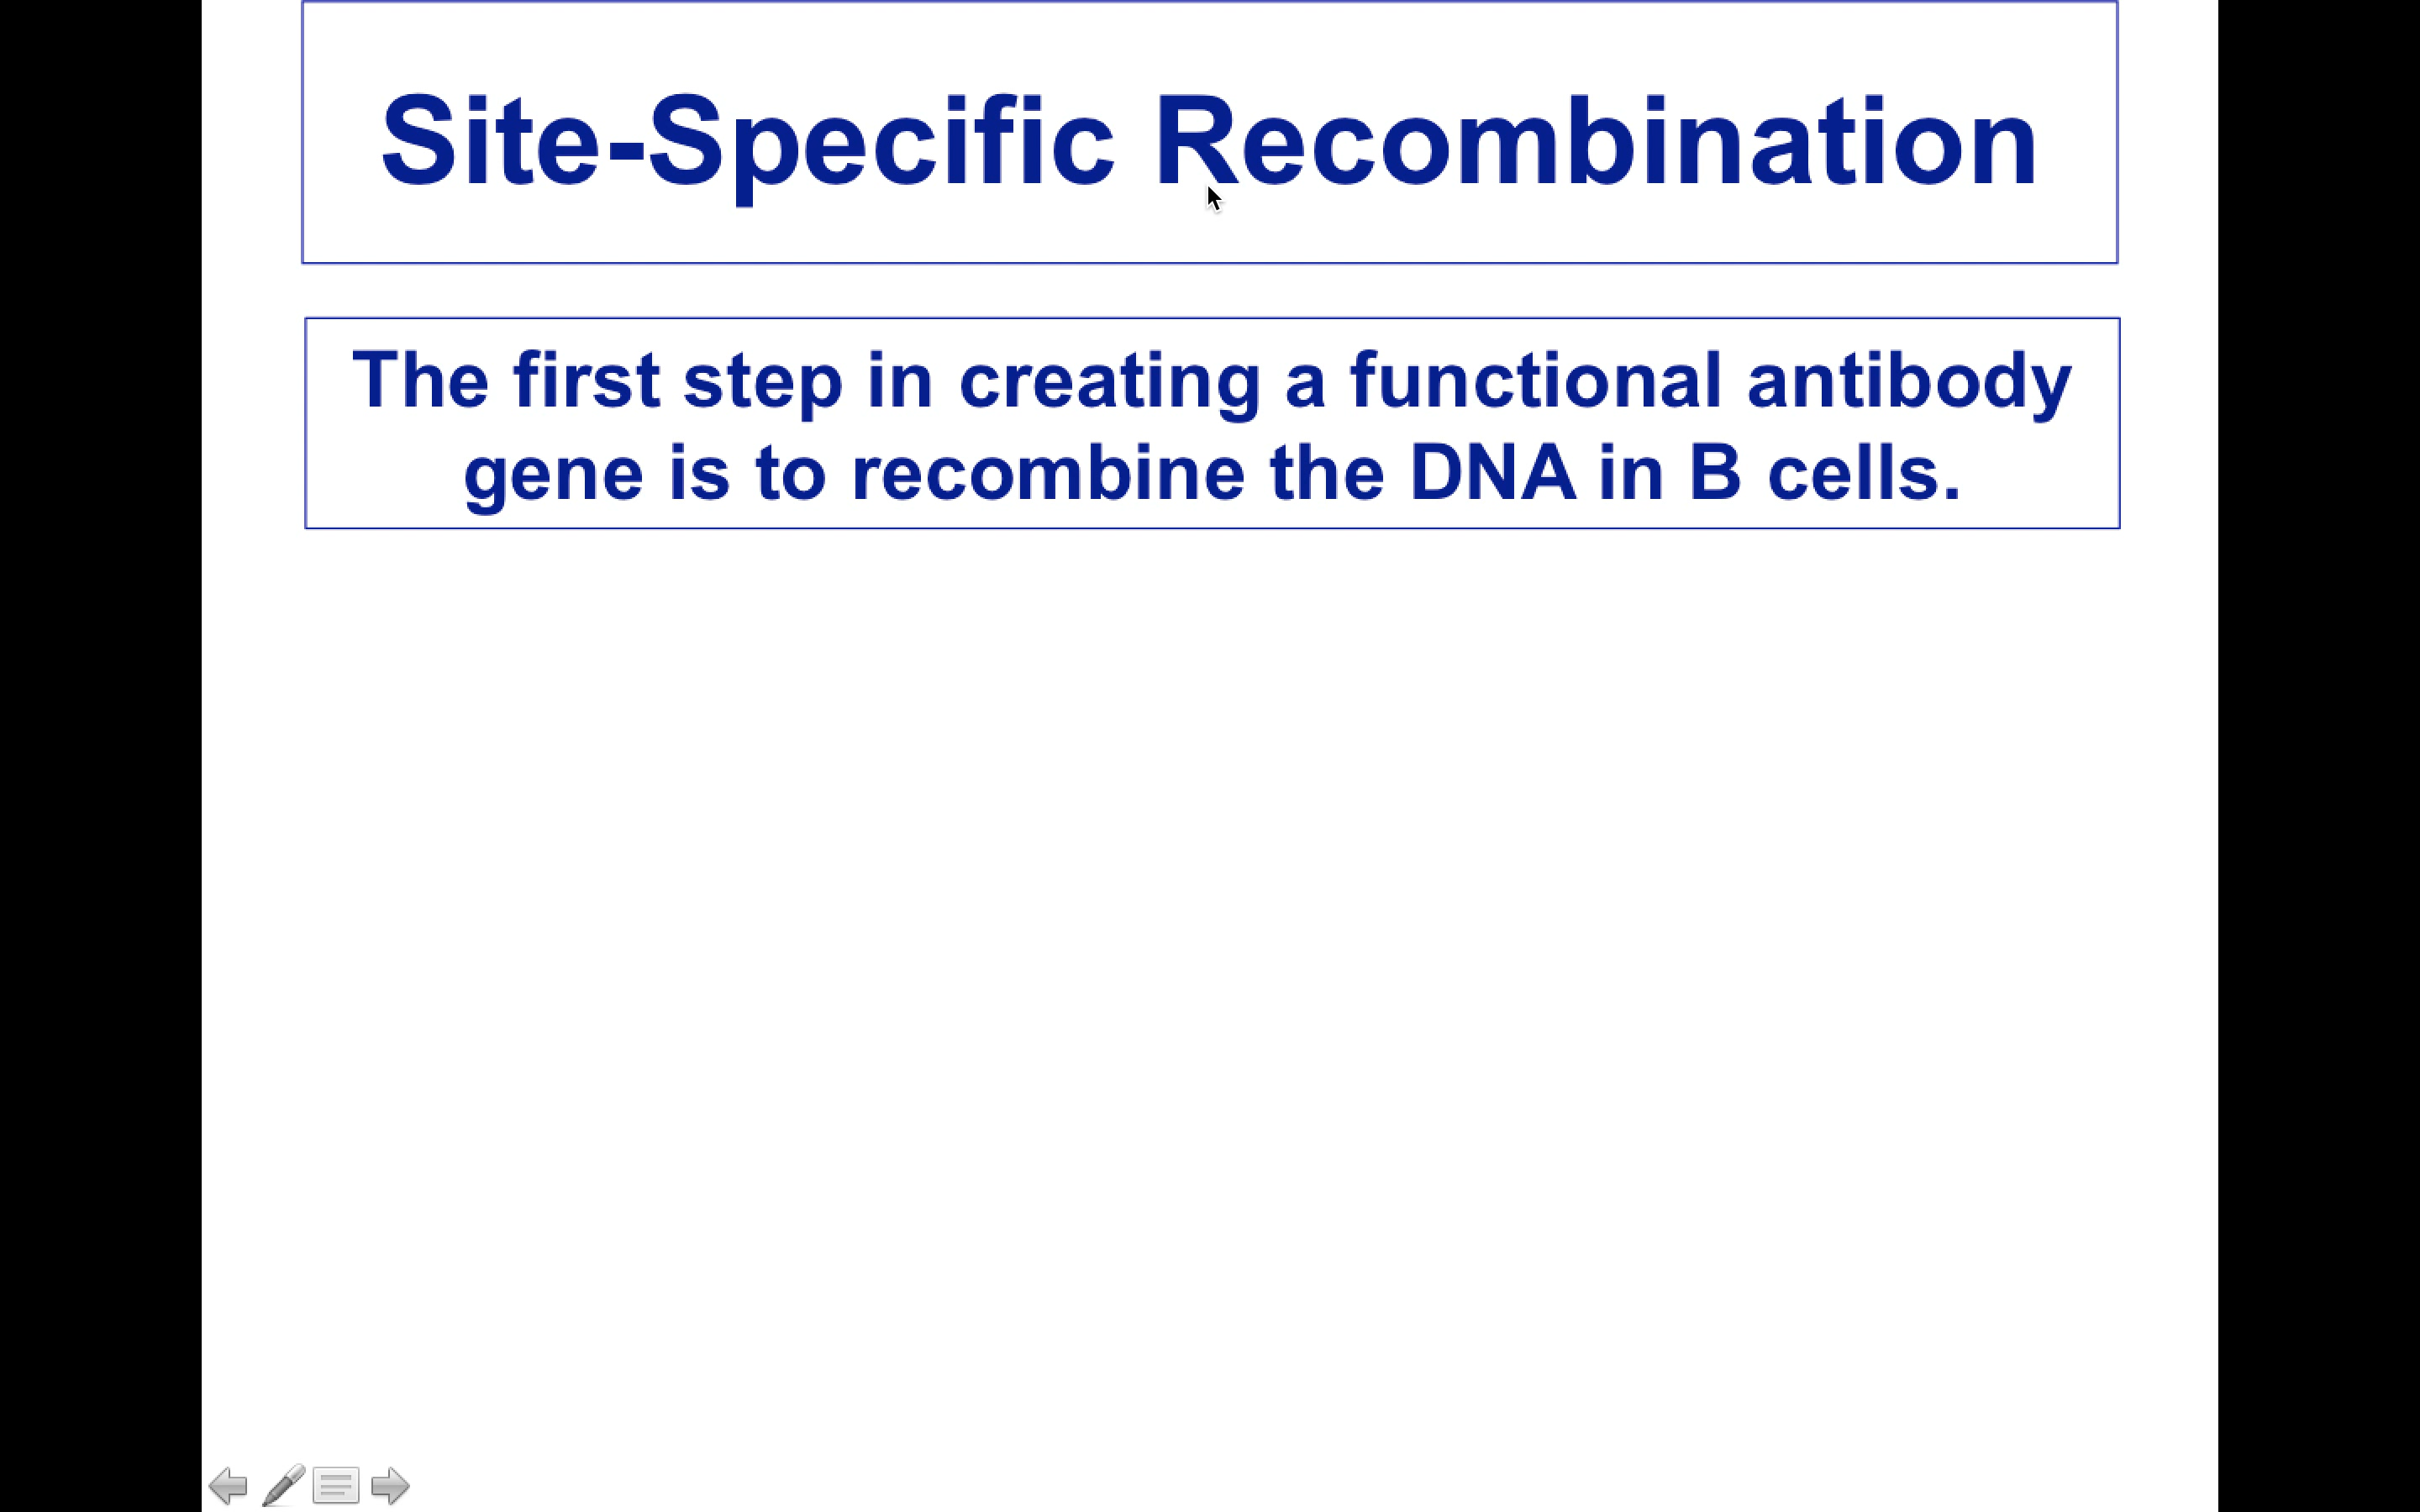 Site-Specific Recombination
The first step in creating a functional antibody
gene is to recombine the DNA in B cells.